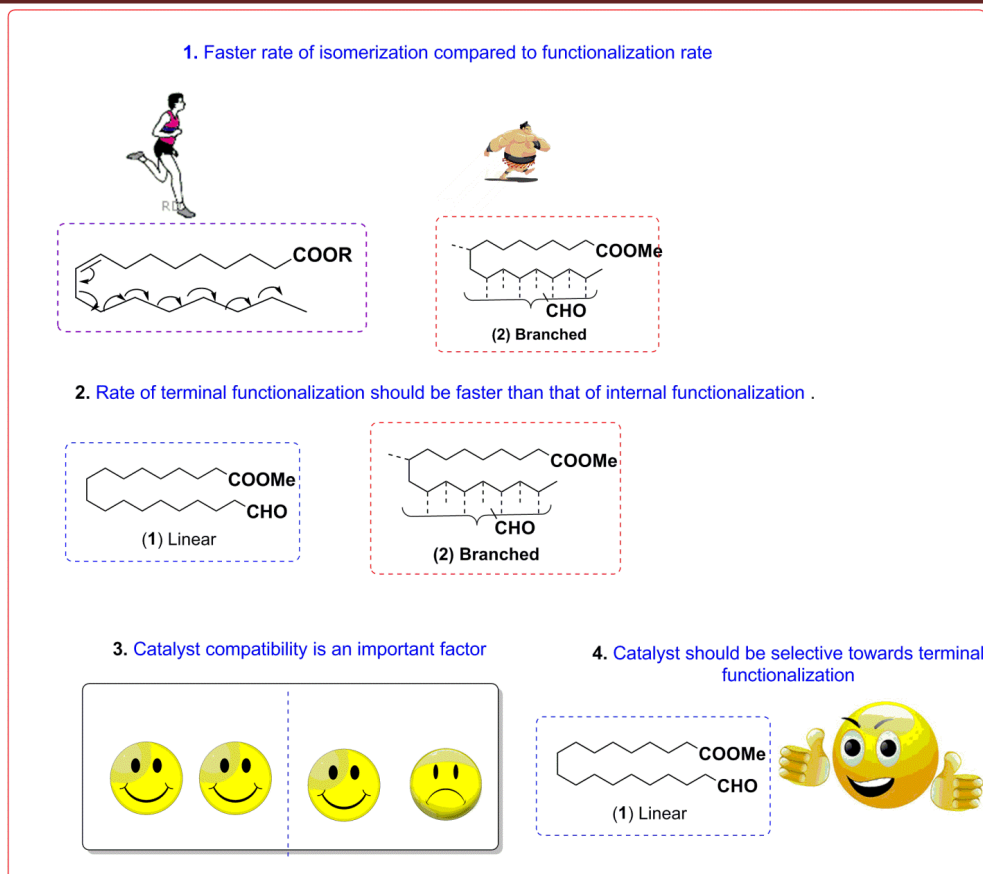 1. Faster rate of isomerization compared to functionalization rate
COOR
COOMe
CHO
(2) Branched
2. Rate of terminal functionalization should be faster than that of internal functionalization .
COOMe
CHO
(1) Linear
COOMe
CHO
(2) Branched
3. Catalyst compatibility is an important factor
4. Catalyst should be selective towards terminal
functionalization
COOMe
CHO
(1) Linear